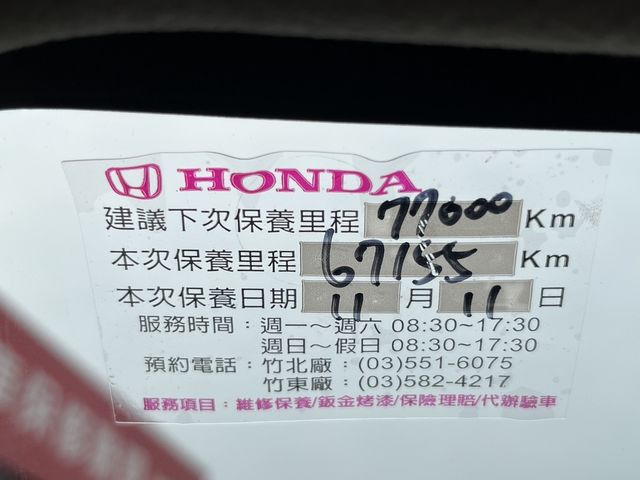 HONDA
建議下次保養里程 77000 Km
本次保養里程 67155 Km
本次保養日期 11 月 11 日
服務時間：週一～週六 08:30~17:30
週日～假日 08:30~17:30
預約電話：竹北廠：(03)551-6075
竹東廠：(03)582-4217
服務項目：維修保養/鈑金烤漆/保險理賠/代辦驗車